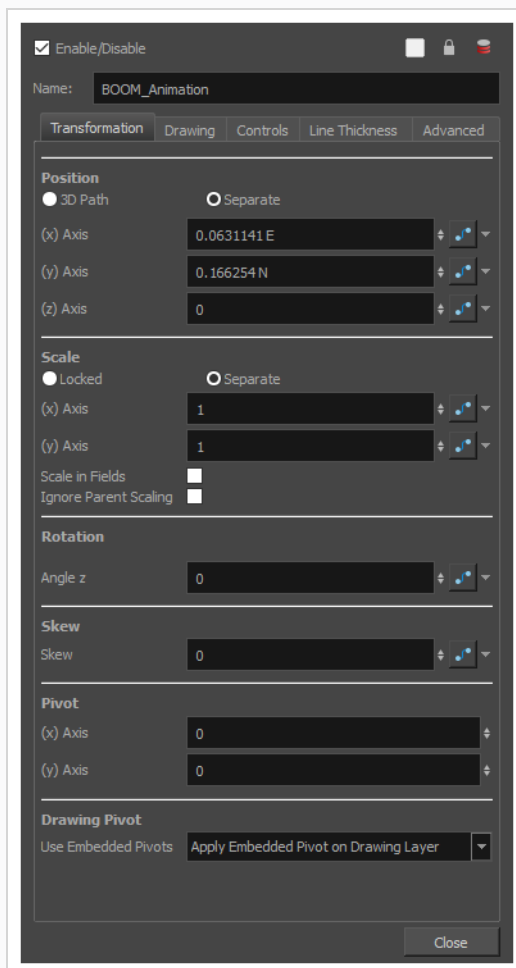 Enable/Disable
Name: BOOM_Animation
Transformation Drawing Controls Line Thickness Advanced
Position
3D Path Separate
(x) Axis 0.0631141 E
(y) Axis 0.166254 N
(z) Axis 0
Scale
Locked Separate
(x) Axis 1
(y) Axis 1
Scale in Fields
Ignore Parent Scaling
Rotation
Angle z 0
Skew
Skew 0
Pivot
(x) Axis 0
(y) Axis 0
Drawing Pivot
Use Embedded Pivots Apply Embedded Pivot on Drawing Layer
Close